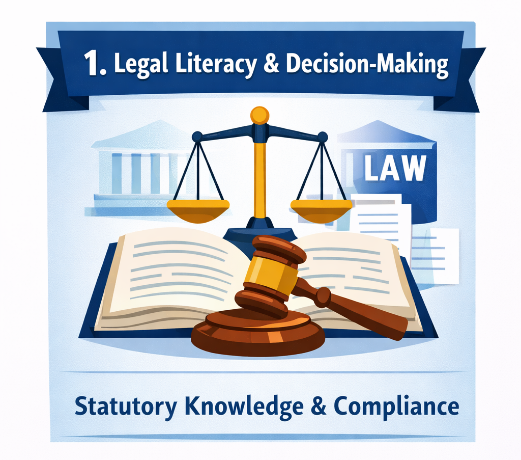 1. Legal Literacy & Decision-Making
LAW
Statutory Knowledge & Compliance